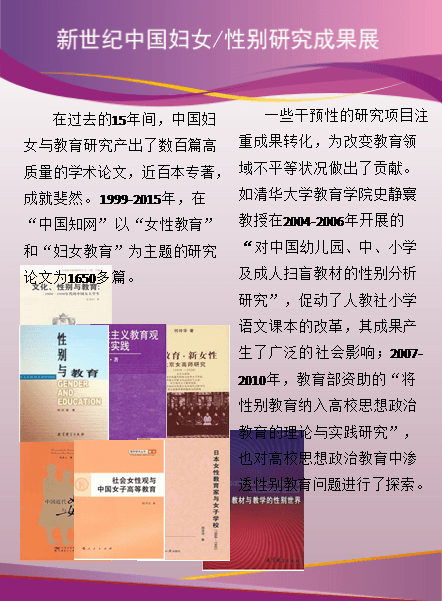 新世纪中国妇女/性别研究成果展
在过去的15年间，中国妇
女与教育研究产出了数百篇高
质量的学术论文，近百本专著，
成就斐然。1999-2015年，在
“中国知网”以“女性教育”
和“妇女教育”为主题的研究
论文为1650多篇。
一些干预性的研究项目注
重成果转化，为改变教育领
域不平等状况做出了贡献。
如清华大学教育学院史静寰
教授在2004-2006年开展的
“对中国幼儿园、中、小学
及成人扫盲教材的性别分析
研究”，促动了人教社小学
语文课本的改革，其成果产
生了广泛的社会影响；2007-
2010年，教育部资助的“将
性别教育纳入高校思想政治
教育的理论与实践研究”，
也对高校思想政治教育中渗
透性别教育问题进行了探索。
文化、性别与教育:
性别
与教育
GENDER
AND
EDUCATION
主义教育观
实践
教育·新女性
社会女性观与
中国女子高等教育
日本女性教育家与女子学校
中国近代
教材与教学的性别世界